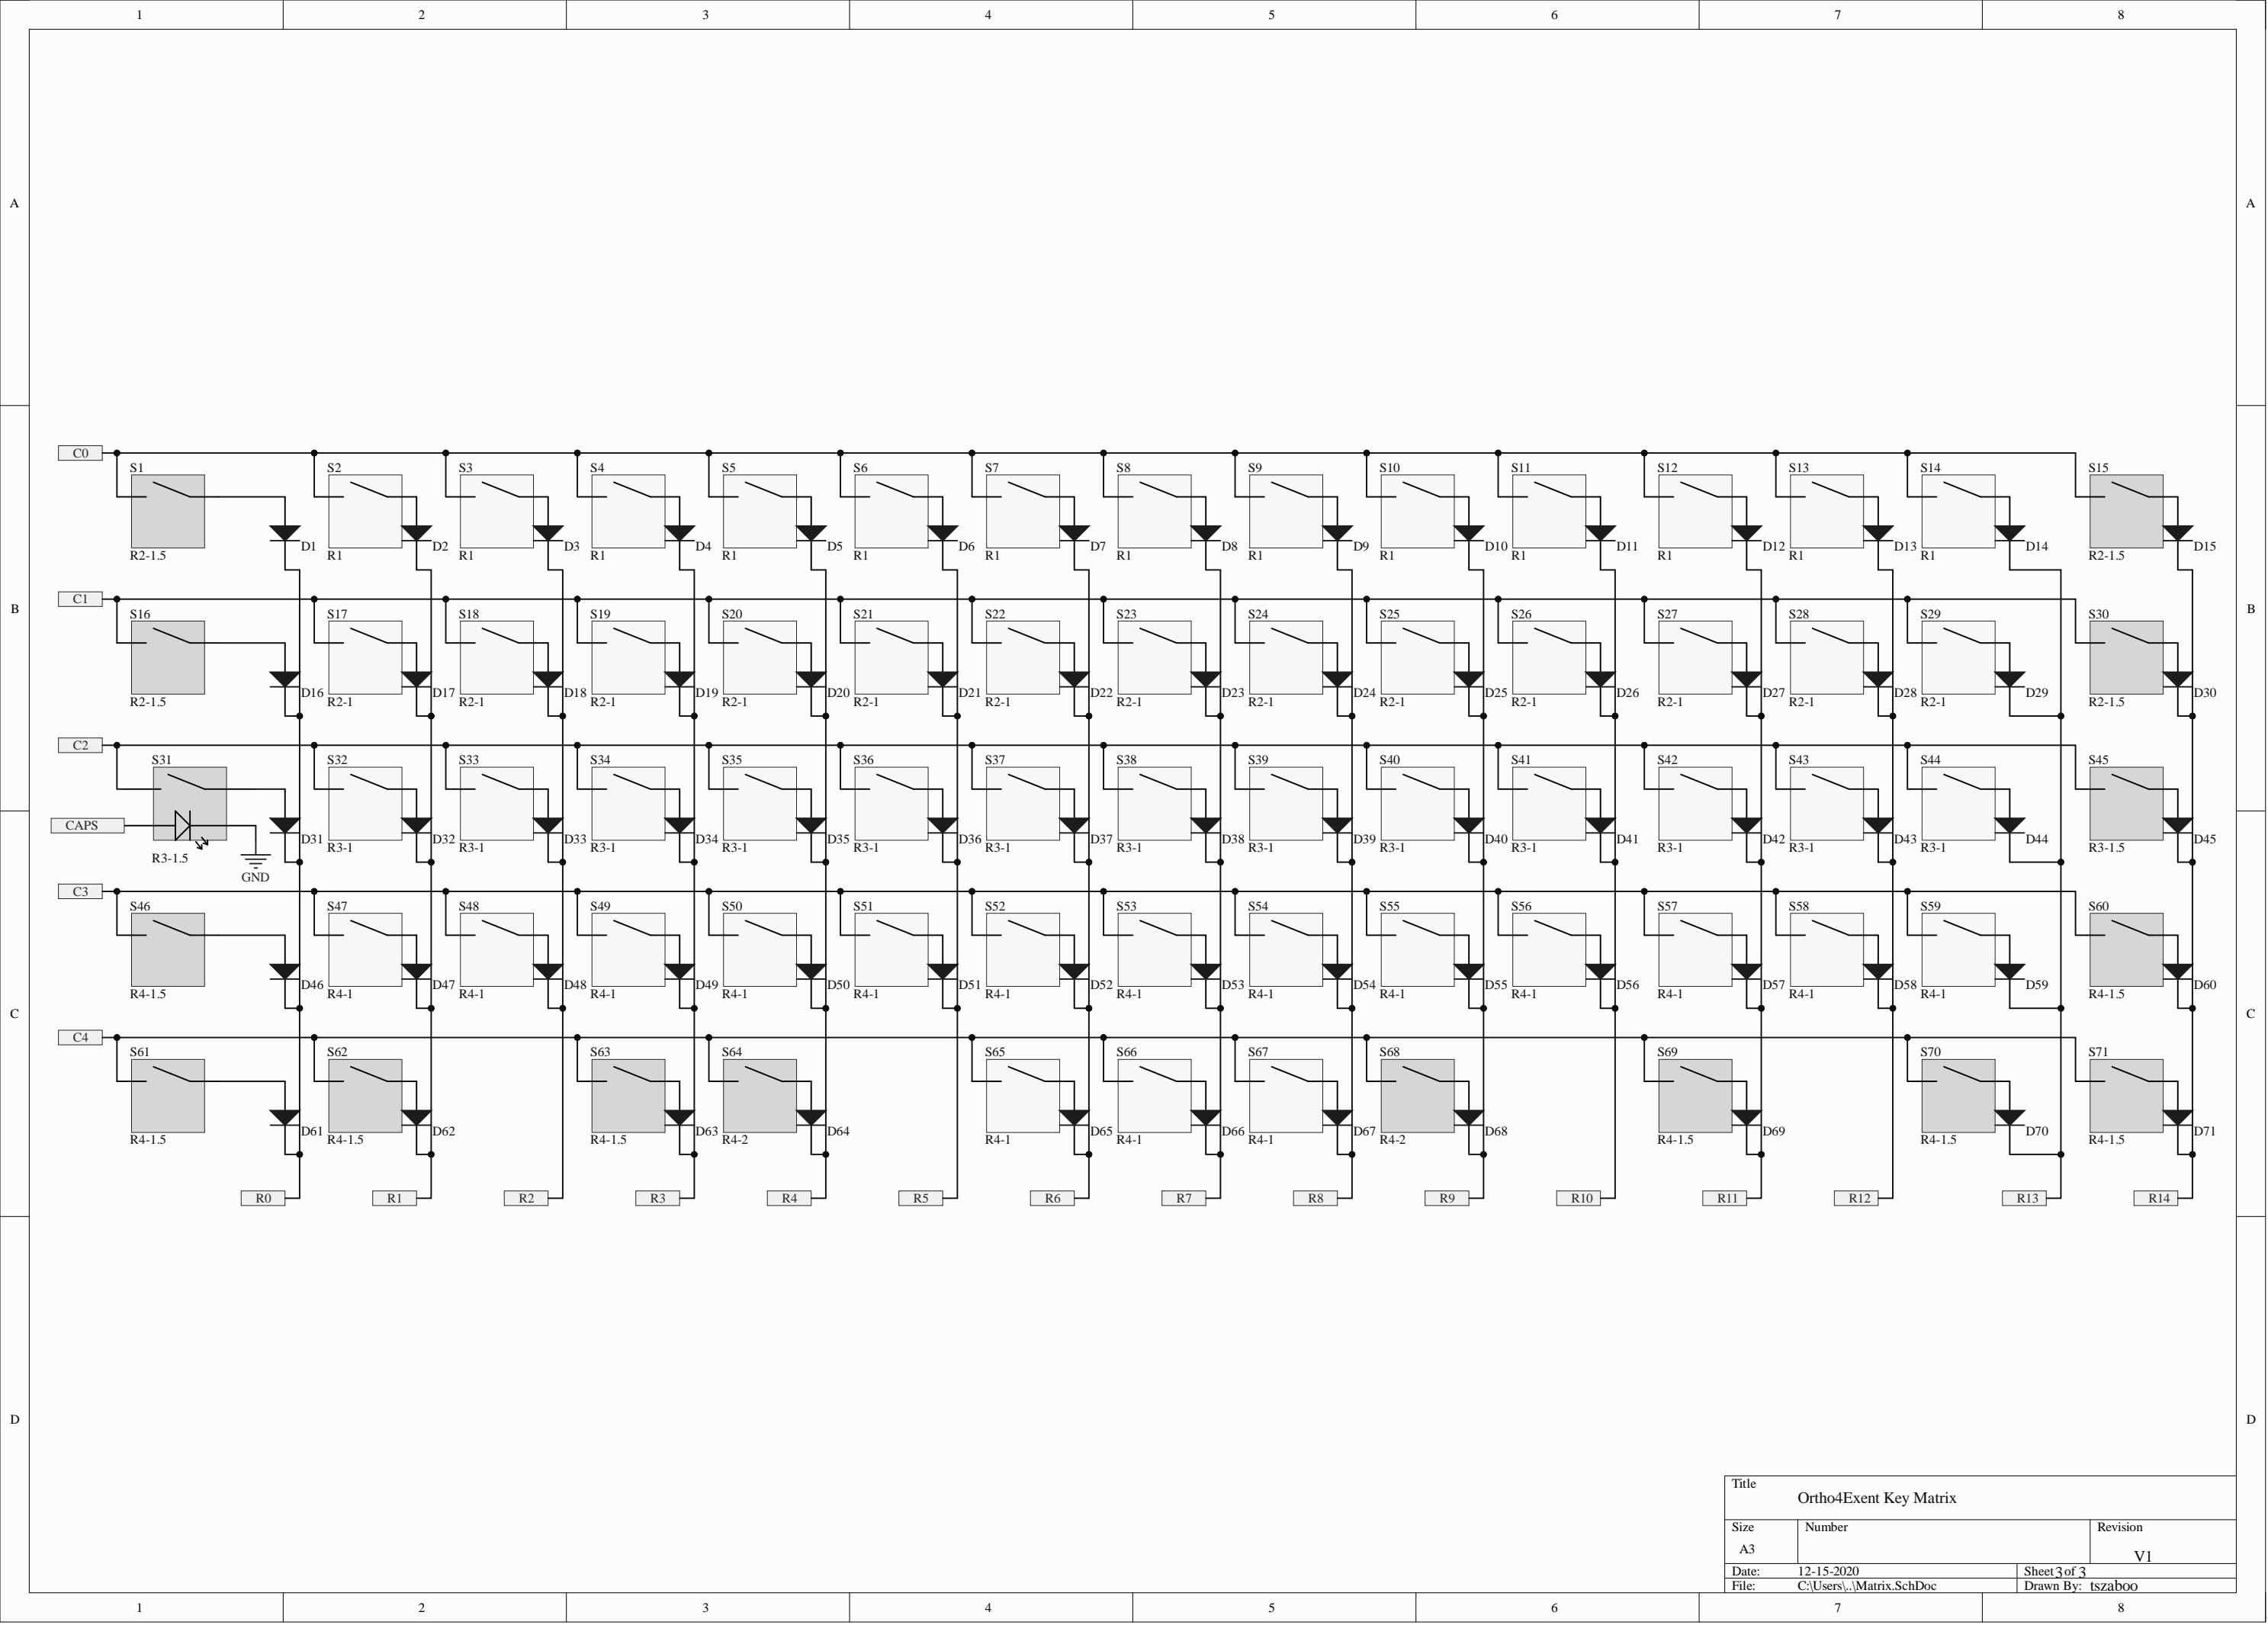 1 2 3 4 5 6 7 8
A A
C0
S1 S2 S3 S4 S5 S6 S7 S8 S9 S10 S11 S12 S13 S14 S15
D1 D2 D3 D4 D5 D6 D7 D8 D9 D10 D11 D12 D13 D14 D15
R2-1.5 R1 R1 R1 R1 R1 R1 R1 R1 R1 R1 R1 R1 R1 R2-1.5
C1
B B
S16 S17 S18 S19 S20 S21 S22 S23 S24 S25 S26 S27 S28 S29 S30
D16 D17 D18 D19 D20 D21 D22 D23 D24 D25 D26 D27 D28 D29 D30
R2-1.5 R2-1 R2-1 R2-1 R2-1 R2-1 R2-1 R2-1 R2-1 R2-1 R2-1 R2-1 R2-1 R2-1 R2-1.5
C2
S31 S32 S33 S34 S35 S36 S37 S38 S39 S40 S41 S42 S43 S44 S45
CAPS
D31 D32 D33 D34 D35 D36 D37 D38 D39 D40 D41 D42 D43 D44 D45
R3-1.5 R3-1 R3-1 R3-1 R3-1 R3-1 R3-1 R3-1 R3-1 R3-1 R3-1 R3-1 R3-1 R3-1 R3-1.5
GND
C3
S46 S47 S48 S49 S50 S51 S52 S53 S54 S55 S56 S57 S58 S59 S60
D46 D47 D48 D49 D50 D51 D52 D53 D54 D55 D56 D57 D58 D59 D60
R4-1.5 R4-1 R4-1 R4-1 R4-1 R4-1 R4-1 R4-1 R4-1 R4-1 R4-1 R4-1 R4-1 R4-1 R4-1.5
C C
C4
S61 S62 S63 S64 S65 S66 S67 S68 S69 S70 S71
D61 D62 D63 D64 D65 D66 D67 D68 D69 D70 D71
R4-1.5 R4-1.5 R4-1.5 R4-2 R4-1 R4-1 R4-1 R4-2 R4-1.5 R4-1.5 R4-1.5
R0 R1 R2 R3 R4 R5 R6 R7 R8 R9 R10 R11 R12 R13 R14
D D
Title
Ortho4Exent Key Matrix
Size Number Revision
A3 V1
Date: 12-15-2020 Sheet 3 of 3
File: C:\Users\..\Matrix.SchDoc Drawn By: tszaboo
1 2 3 4 5 6 7 8